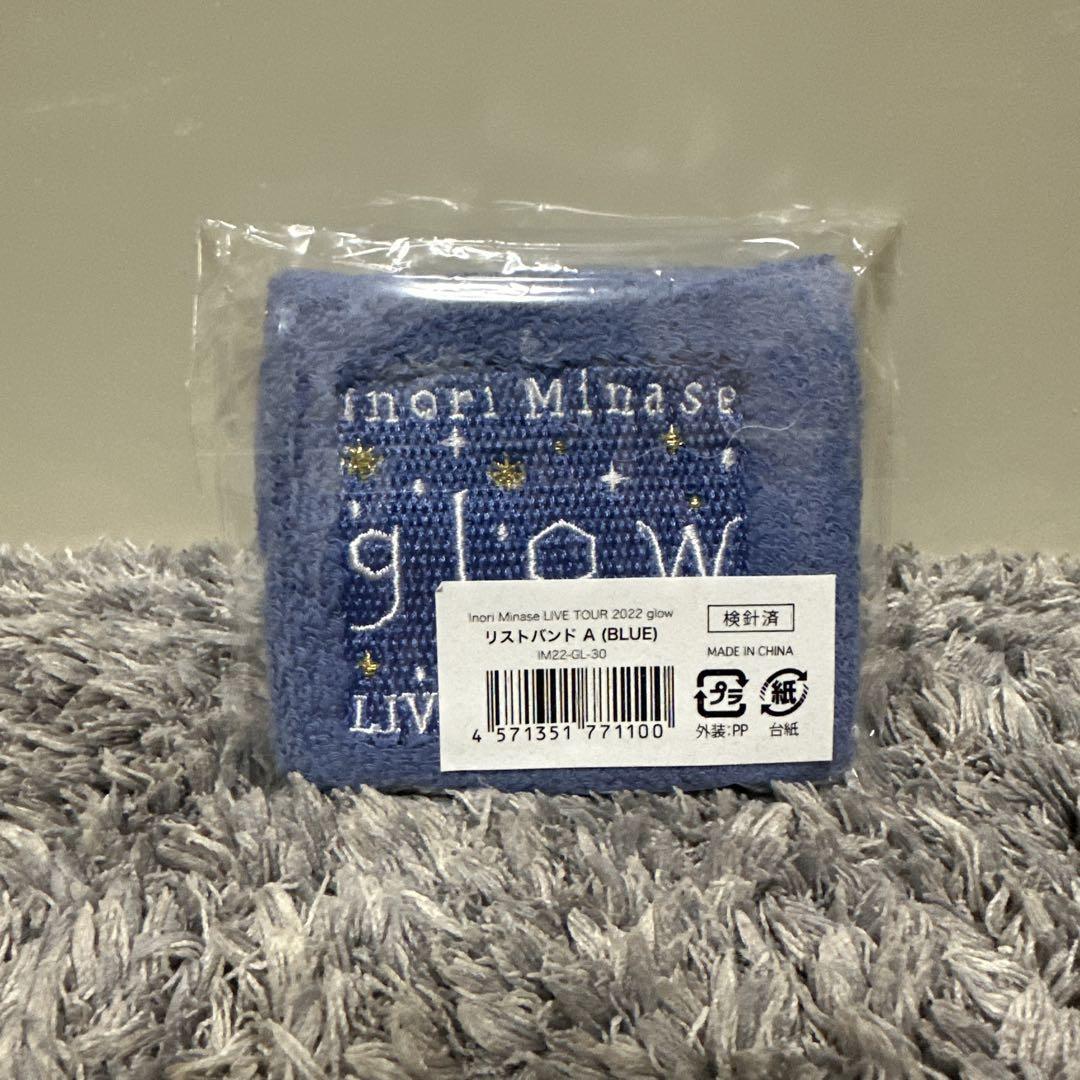 Inori Minase
glow
LIV
Inori Minase LIVE TOUR 2022 glow
リストバンド A (BLUE)
IM22-GL-30
4 571351 771100
検針済
MADE IN CHINA
プラ
紙
外装:PP
台紙